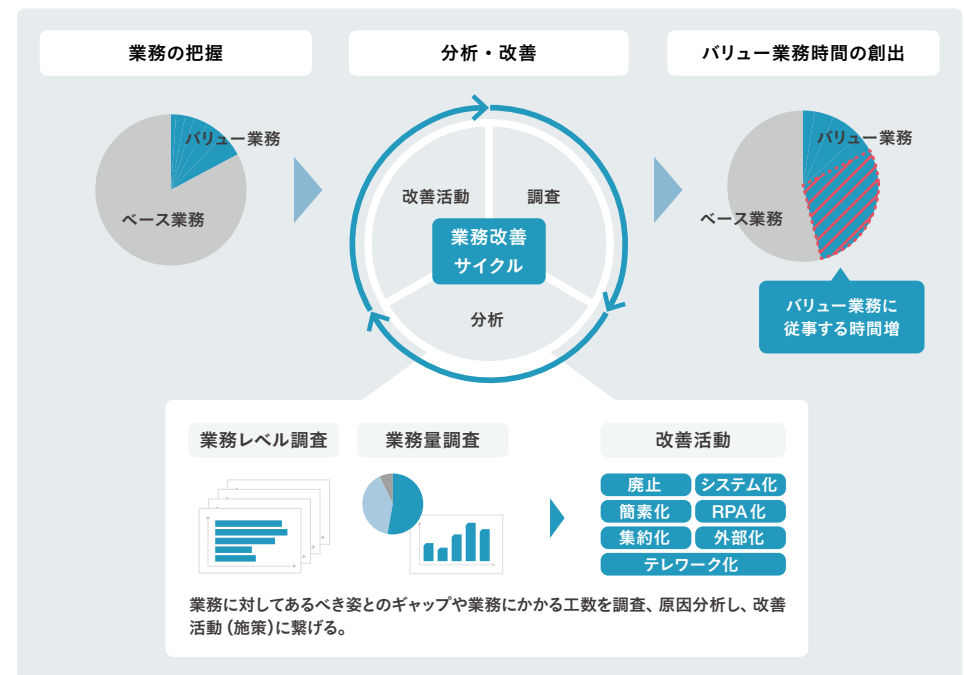 業務の把握
分析・改善
バリュー業務時間の創出
バリュー業務
ベース業務
改善活動
調査
業務改善
サイクル
分析
バリュー業務
ベース業務
バリュー業務に
従事する時間増
業務レベル調査
業務量調査
改善活動
廃止
システム化
簡素化
RPA化
集約化
外部化
テレワーク化
業務に対してあるべき姿とのギャップや業務にかかる工数を調査、原因分析し、改善
活動（施策）に繋げる。